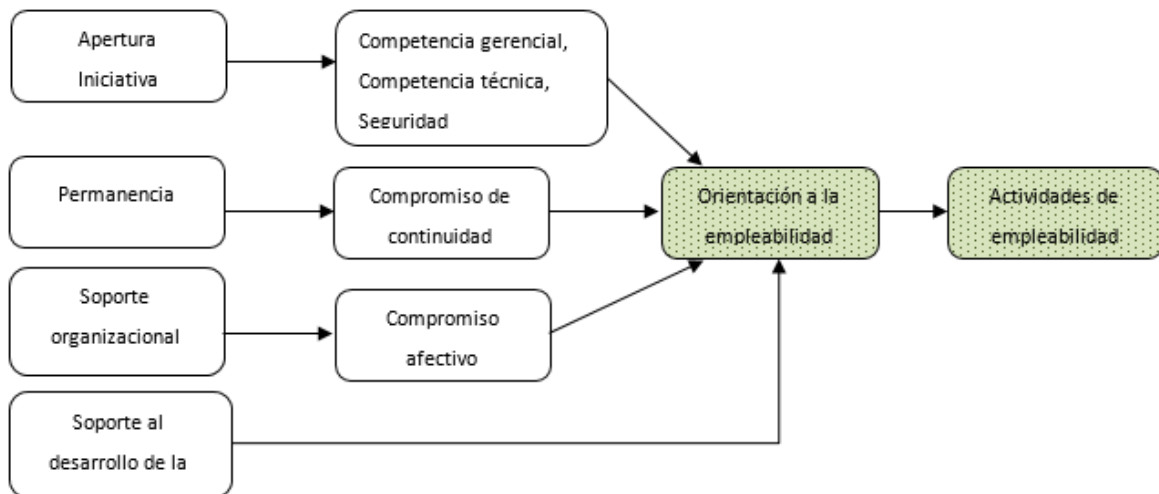 Apertura
Iniciativa
Competencia gerencial,
Competencia técnica,
Seguridad
Permanencia
Compromiso de
continuidad
Orientación a la
empleabilidad
Actividades de
empleabilidad
Soporte
organizacional
Compromiso
afectivo
Soporte al
desarrollo de la